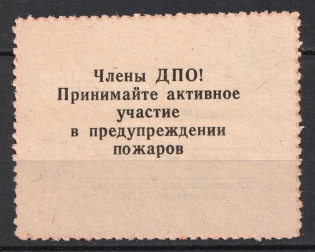 Члены ДПО!
Принимайте активное
участие
в предупреждении
пожаров